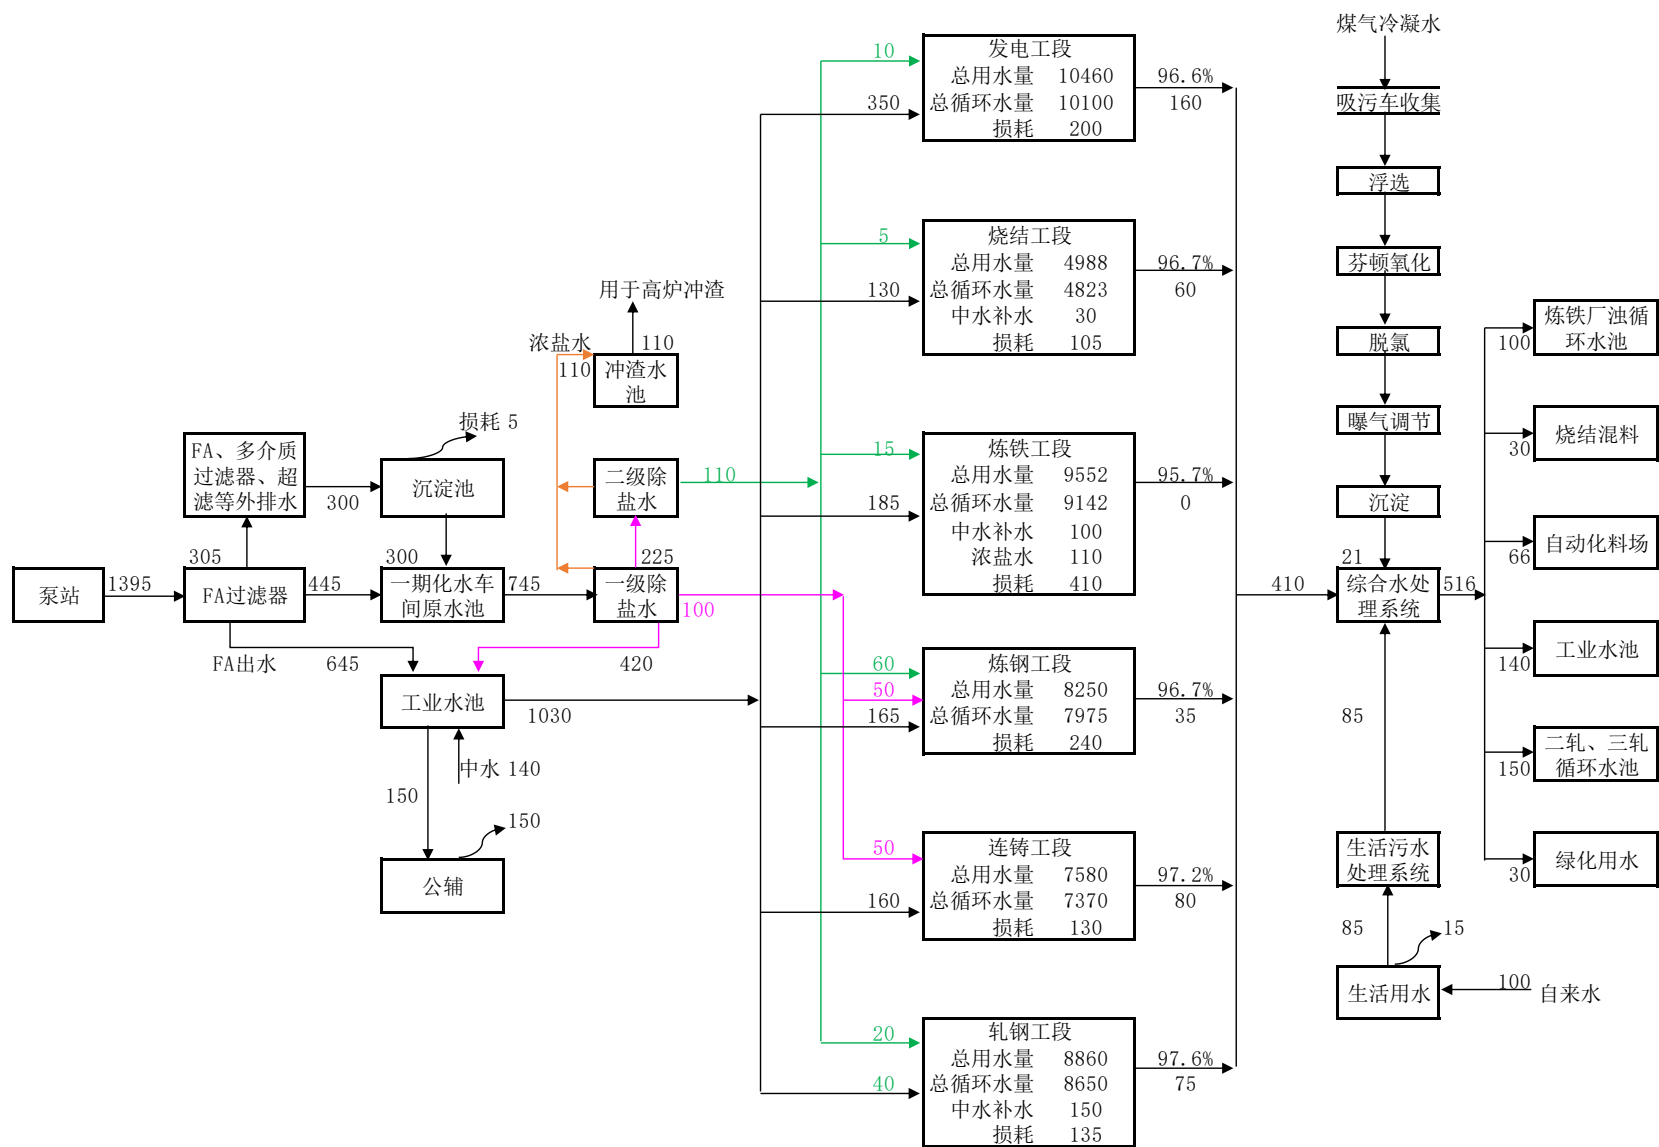 泵站
1395
FA、多介质
过滤器、超
滤等外排水
300
305
FA过滤器
445
FA出水
645
损耗 5
沉淀池
300
一期化水车
间原水池
745
工业水池
1030
中水 140
150
150
公辅
用于高炉冲渣
浓盐水
110
110
冲渣水
池
二级除
盐水
110
225
一级除
盐水
100
420
10
350
发电工段
总用水量 10460
总循环水量 10100
损耗 200
96.6%
160
5
130
烧结工段
总用水量 4988
总循环水量 4823
中水补水 30
损耗 105
96.7%
60
15
185
炼铁工段
总用水量 9552
总循环水量 9142
中水补水 100
浓盐水 110
损耗 410
95.7%
0
60
50
165
炼钢工段
总用水量 8250
总循环水量 7975
损耗 240
96.7%
35
50
160
连铸工段
总用水量 7580
总循环水量 7370
损耗 130
97.2%
80
20
40
轧钢工段
总用水量 8860
总循环水量 8650
中水补水 150
损耗 135
97.6%
75
410
煤气冷凝水
吸污车收集
浮选
芬顿氧化
脱氯
曝气调节
沉淀
21
综合水处
理系统
516
85
生活污水
处理系统
85
15
生活用水
100
自来水
100
炼铁厂浊循
环水池
30
烧结混料
66
自动化料场
140
工业水池
150
二轧、三轧
循环水池
30
绿化用水